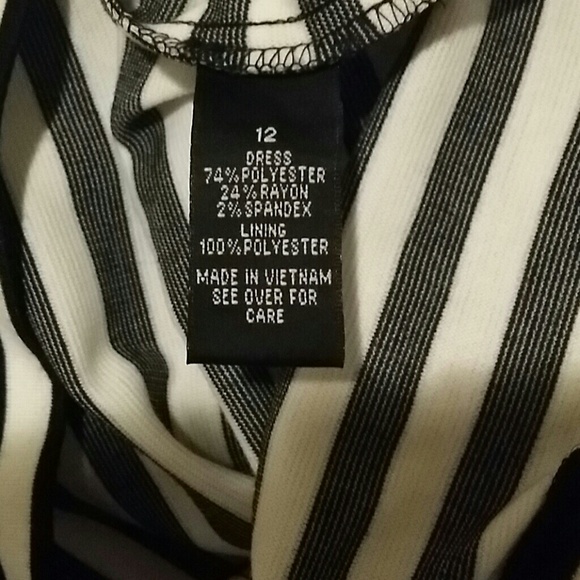 12
DRESS
74%POLYESTER
24%RAYON
2%SPANDEX
LINING
100%POLYESTER
MADE IN VIETNAM
SEE OVER FOR
CARE